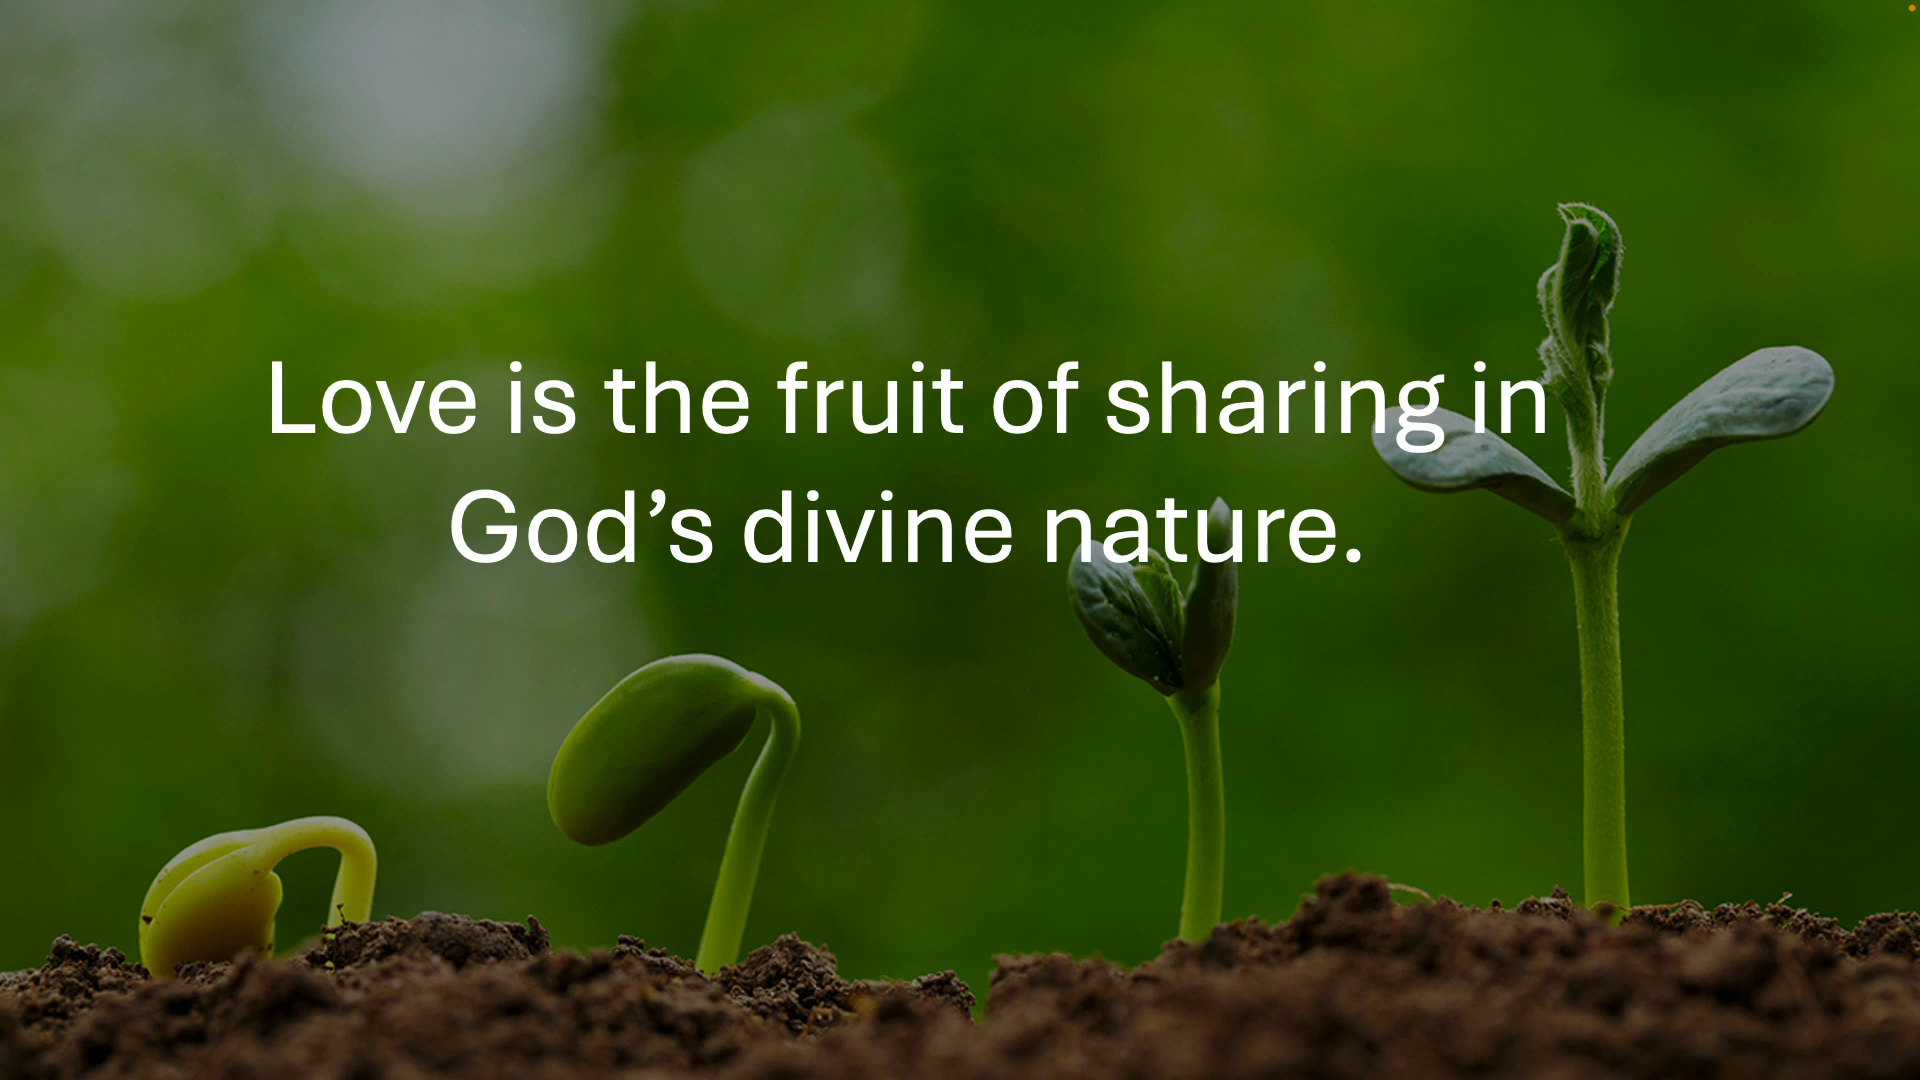 Love is the fruit of sharing in
God’s divine nature.